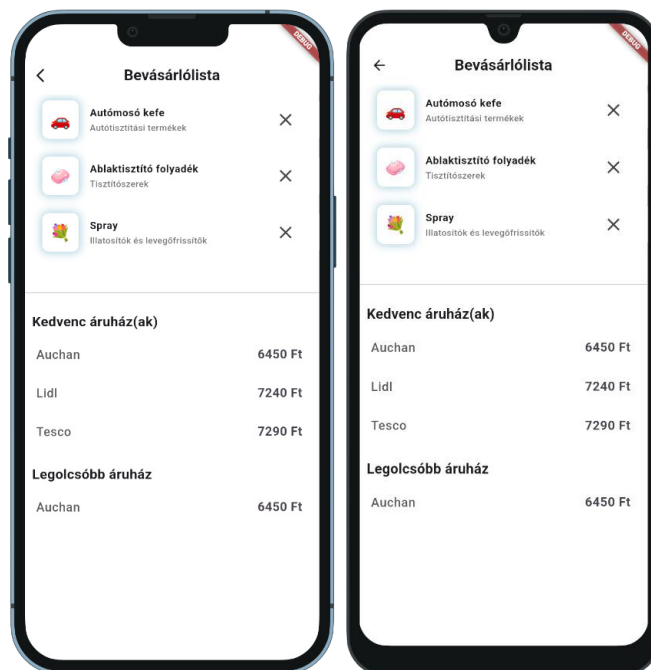 DEBUG
Bevásárlólista
Autómosó kefe
Autótisztítási termékek
Ablaktisztító folyadék
Tisztítószerek
Spray
Illatosítók és levegőfrissítők
Kedvenc áruház(ak)
Auchan 6450 Ft
Lidl 7240 Ft
Tesco 7290 Ft
Legolcsóbb áruház
Auchan 6450 Ft
DEBUG
Bevásárlólista
Autómosó kefe
Autótisztítási termékek
Ablaktisztító folyadék
Tisztítószerek
Spray
Illatosítók és levegőfrissítők
Kedvenc áruház(ak)
Auchan 6450 Ft
Lidl 7240 Ft
Tesco 7290 Ft
Legolcsóbb áruház
Auchan 6450 Ft